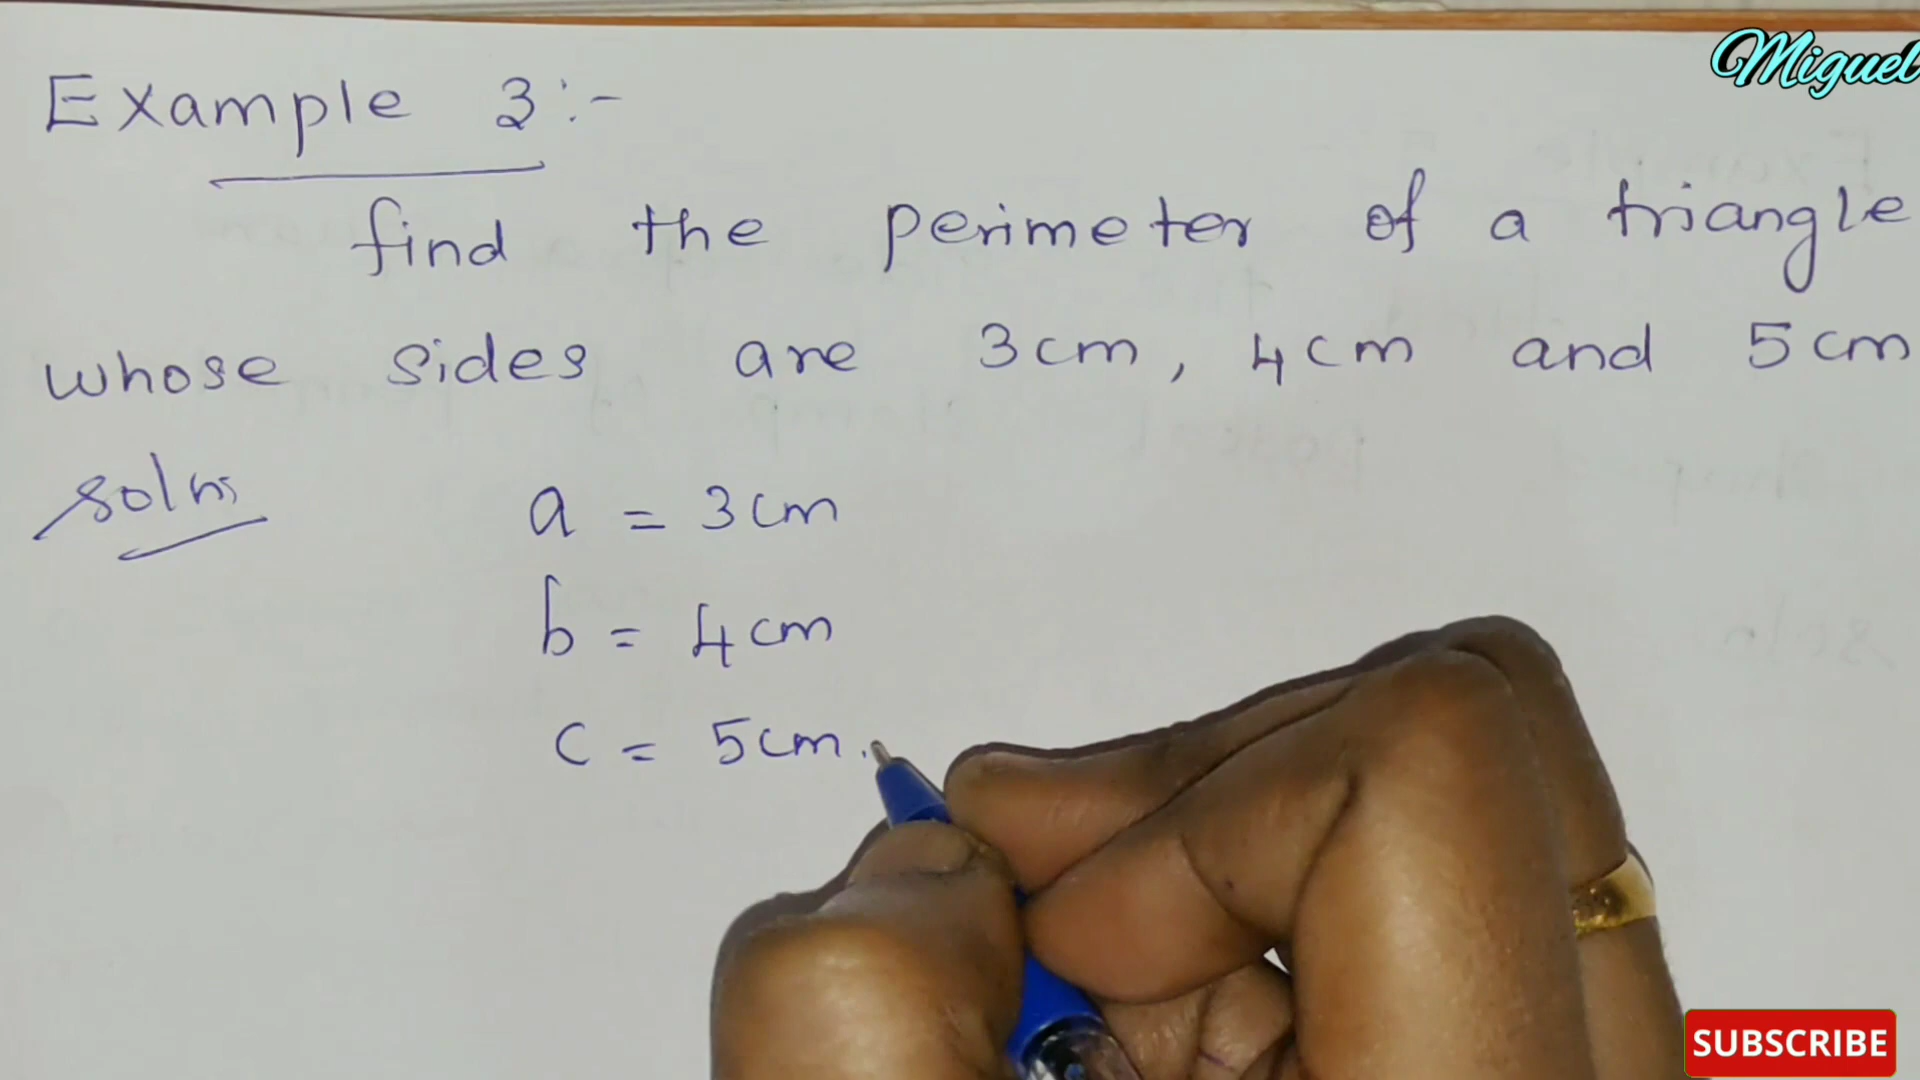 Miguel
Example 3:-
find the perimeter of a triangle
whose sides are 3cm, 4cm and 5cm
soln:
a = 3cm
b = 4cm
c = 5cm.
SUBSCRIBE